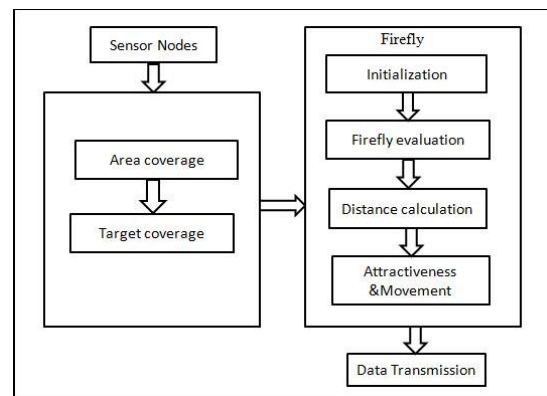 Sensor Nodes
Area coverage
Target coverage
Firefly
Initialization
Firefly evaluation
Distance calculation
Attractiveness
&Movement
Data Transmission